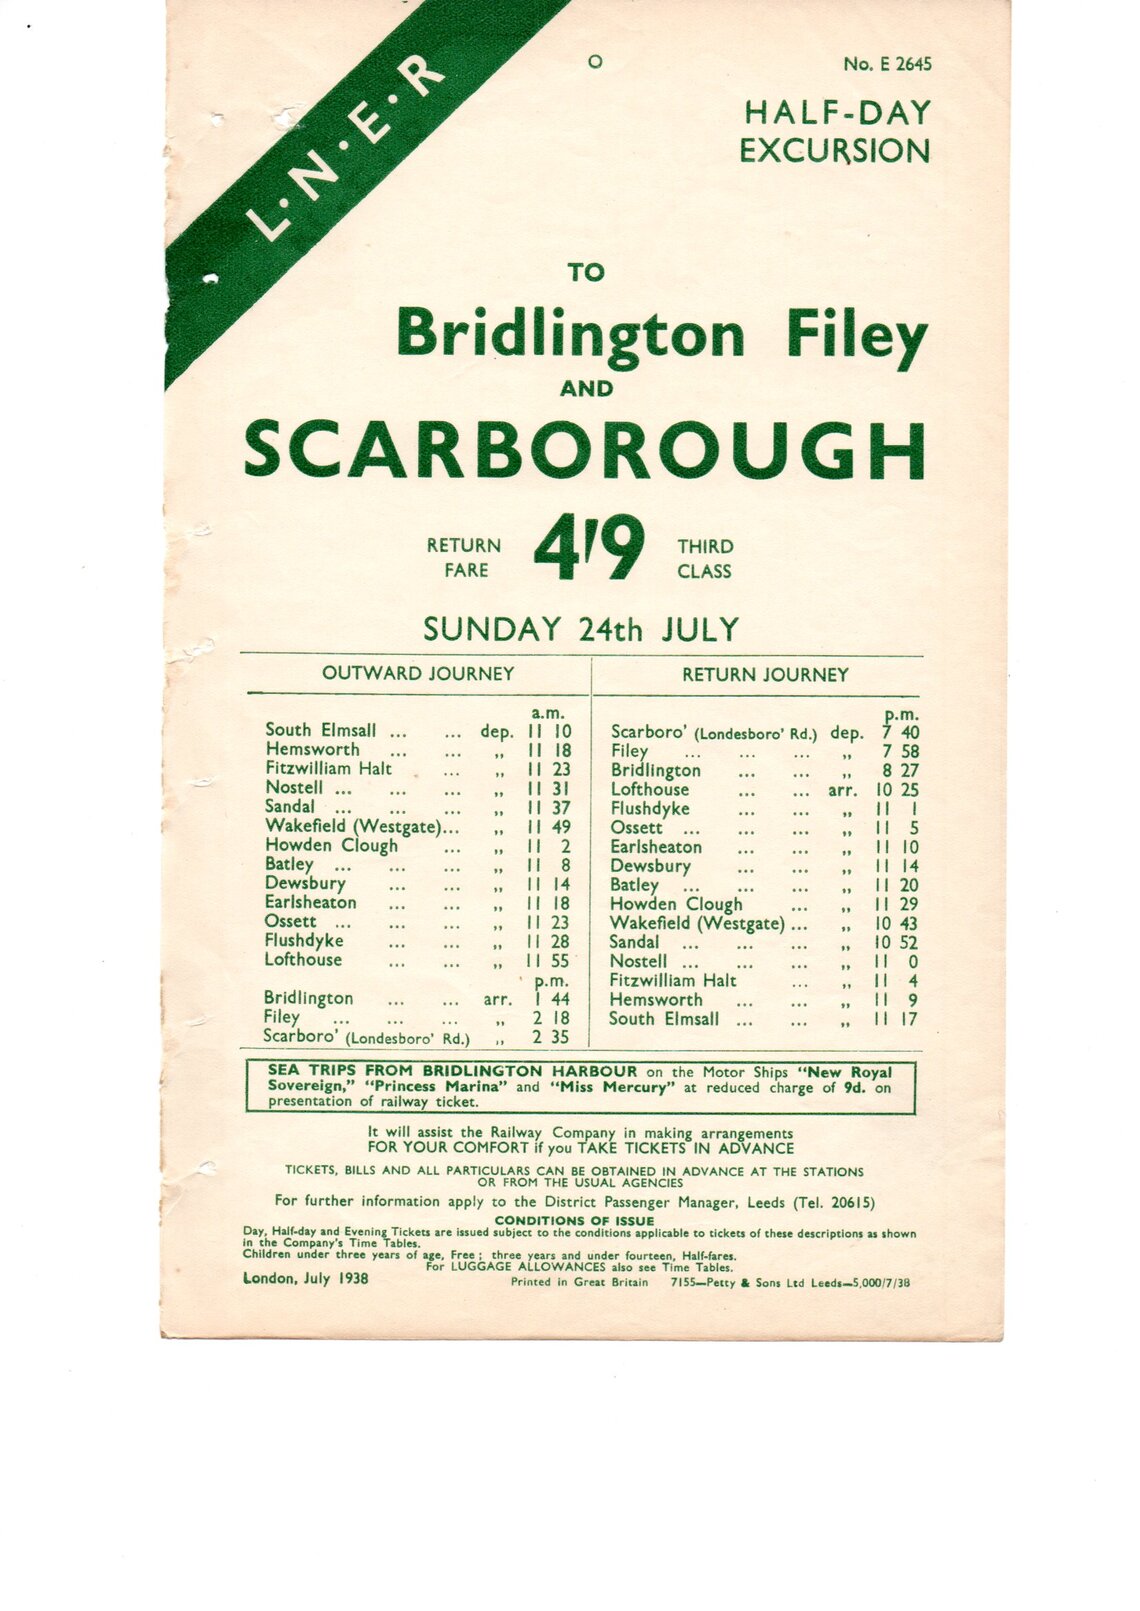 L·N·E·R
No. E 2645
HALF-DAY
EXCURSION
TO
Bridlington Filey
AND
SCARBOROUGH
RETURN FARE 4/9 THIRD CLASS
SUNDAY 24th JULY
OUTWARD JOURNEY
a.m.
South Elmsall ... ... dep. 11 10
Hemsworth ... ... ,, 11 18
Fitzwilliam Halt ... ,, 11 23
Nostell ... ... ... ,, 11 31
Sandal ... ... ... ,, 11 37
Wakefield (Westgate)... ,, 11 49
Howden Clough ... ,, 11 2
Batley ... ... ... ,, 11 8
Dewsbury ... ... ,, 11 14
Earlsheaton ... ... ,, 11 18
Ossett ... ... ... ,, 11 23
Flushdyke ... ... ,, 11 28
Lofthouse ... ... ,, 11 55
p.m.
Bridlington ... ... arr. 1 44
Filey ... ... ... ,, 2 18
Scarboro' (Londesboro' Rd.) ,, 2 35
RETURN JOURNEY
p.m.
Scarboro' (Londesboro' Rd.) dep. 7 40
Filey ... ... ... ,, 7 58
Bridlington ... ... ,, 8 27
Lofthouse ... ... arr. 10 25
Flushdyke ... ... ,, 11 1
Ossett ... ... ... ,, 11 5
Earlsheaton ... ... ,, 11 10
Dewsbury ... ... ,, 11 14
Batley ... ... ... ,, 11 20
Howden Clough ... ,, 11 29
Wakefield (Westgate) ... ,, 10 43
Sandal ... ... ... ,, 10 52
Nostell ... ... ... ,, 11 0
Fitzwilliam Halt ... ,, 11 4
Hemsworth ... ... ,, 11 9
South Elmsall ... ... ,, 11 17
SEA TRIPS FROM BRIDLINGTON HARBOUR on the Motor Ships "New Royal
Sovereign," "Princess Marina" and "Miss Mercury" at reduced charge of 9d. on
presentation of railway ticket.
It will assist the Railway Company in making arrangements
FOR YOUR COMFORT if you TAKE TICKETS IN ADVANCE
TICKETS, BILLS AND ALL PARTICULARS CAN BE OBTAINED IN ADVANCE AT THE STATIONS
OR FROM THE USUAL AGENCIES
For further information apply to the District Passenger Manager, Leeds (Tel. 20615)
CONDITIONS OF ISSUE
Day, Half-day and Evening Tickets are issued subject to the conditions applicable to tickets of these descriptions as shown
in the Company's Time Tables.
Children under three years of age, Free; three years and under fourteen, Half-fares.
For LUGGAGE ALLOWANCES also see Time Tables.
London, July 1938
Printed in Great Britain 7155—Petty & Sons Ltd Leeds—5,000/7/38